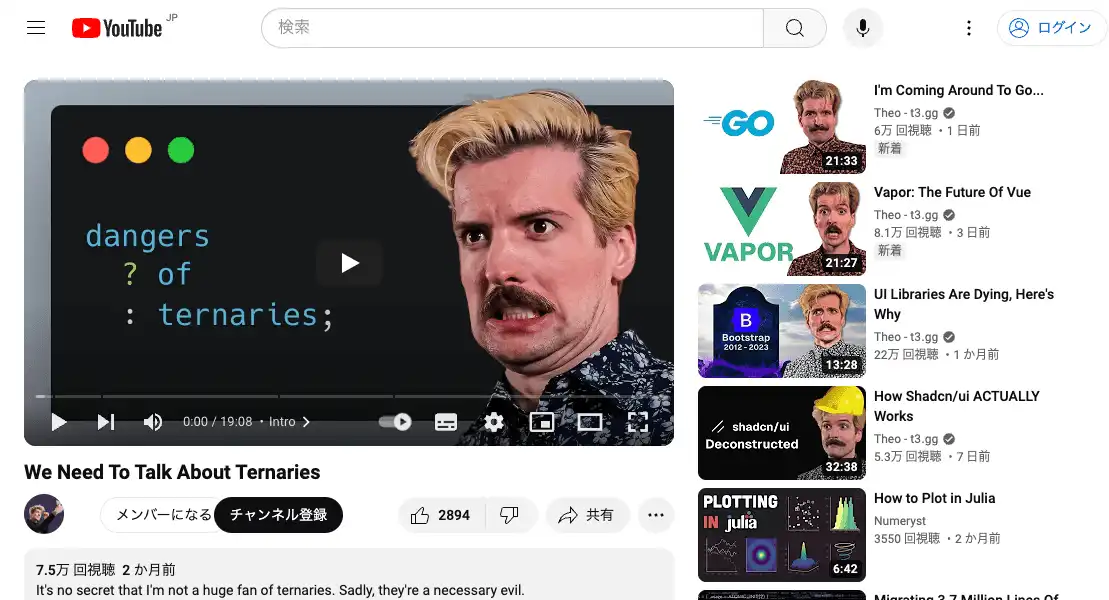 YouTube JP
検索
ログイン
dangers
? of
: ternaries;
0:00 / 19:08 • Intro
We Need To Talk About Ternaries
メンバーになる
チャンネル登録
2894
共有
7.5万 回視聴 2 か月前
It's no secret that I'm not a huge fan of ternaries. Sadly, they're a necessary evil.
GO
21:33
I'm Coming Around To Go...
Theo - t3.gg
6万 回視聴 ・1 日前
新着
VAPOR
21:27
Vapor: The Future Of Vue
Theo - t3.gg
8.1万 回視聴 ・3 日前
新着
B
Bootstrap
2012 - 2023
13:28
UI Libraries Are Dying, Here's
Why
Theo - t3.gg
22万 回視聴 ・1 か月前
shadcn/ui
Deconstructed
32:38
How Shadcn/ui ACTUALLY
Works
Theo - t3.gg
5.3万 回視聴 ・7 日前
PLOTTING
IN julia
6:42
How to Plot in Julia
Numeryst
3550 回視聴 ・2 か月前
Migrating 3.7 Million Lines Of